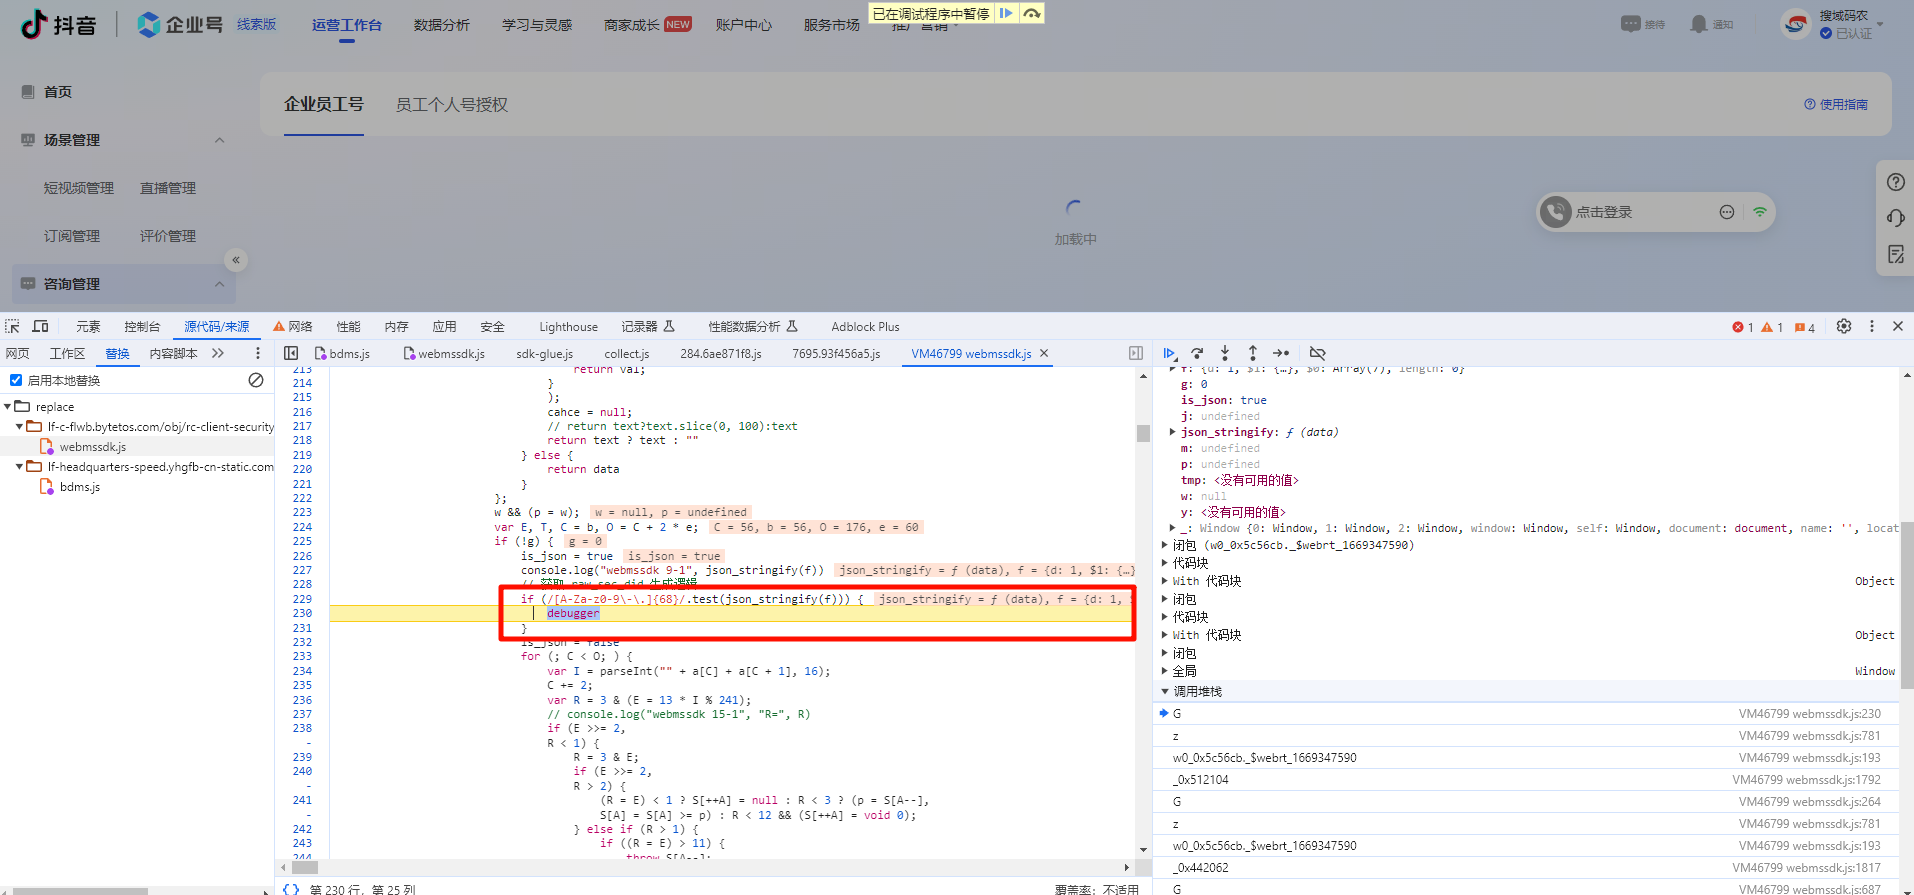 已在调试程序中暂停
抖音 企业号 线索版 运营工作台 数据分析 学习与灵感 商家成长 NEW 账户中心 服务市场 推广营销 接待 通知 搜域码农
已认证
首页
企业员工号 员工个人号授权 使用指南
场景管理
短视频管理 直播管理
点击登录
订阅管理 评价管理
加载中
«
咨询管理
元素 控制台 源代码/来源 网络 性能 内存 应用 安全 Lighthouse 记录器 性能数据分析 Adblock Plus 1 1 4
网页 工作区 替换 内容脚本 bdms.js webmssdk.js sdk-glue.js collect.js 284.6ae871f8.js 7695.93f456a5.js VM46799 webmssdk.js
启用本地替换
replace
lf-c-flwb.bytetos.com/obj/rc-client-security
webmssdk.js
lf-headquarters-speed.yhgfb-cn-static.com
bdms.js
213 return val;
214 }
215 );
216 cahce = null;
217 // return text?text.slice(0, 100):text
218 return text ? text : ""
219 } else {
220 return data
221 }
222 };
223 w && (p = w); w = null, p = undefined
224 var E, T, C = b, O = C + 2 * e; C = 56, b = 56, O = 176, e = 60
225 if (!g) { g = 0
226 is_json = true is_json = true
227 console.log("webmssdk 9-1", json_stringify(f)) json_stringify = ƒ (data), f = {d: 1, $1: {…}
228 // 获取 raw_sec_did 生成逻辑
229 if (/[A-Za-z0-9\-\.]{68}/.test(json_stringify(f))) { json_stringify = ƒ (data), f = {d: 1,
230 debugger
231 }
232 is_json = false
233 for (; C < O; ) {
234 var I = parseInt("" + a[C] + a[C + 1], 16);
235 C += 2;
236 var R = 3 & (E = 13 * I % 241);
237 // console.log("webmssdk 15-1", "R=", R)
238 if (E >>= 2,
- R < 1) {
239 R = 3 & E;
240 if (E >>= 2,
- R > 2) {
241 (R = E) < 1 ? S[++A] = null : R < 3 ? (p = S[A--],
- S[A] = S[A] >= p) : R < 12 && (S[++A] = void 0);
242 } else if (R > 1) {
243 if ((R = E) > 11) {
244 throw S[A--];
第 230 行，第 25 列 覆盖率：不适用
f: {d: 1, $1: {…}, $0: Array(7), length: 0}
g: 0
is_json: true
j: undefined
json_stringify: ƒ (data)
m: undefined
p: undefined
tmp: <没有可用的值>
w: null
y: <没有可用的值>
_: Window {0: Window, 1: Window, 2: Window, window: Window, self: Window, document: document, name: '', locat
闭包 (w0_0x5c56cb._$webrt_1669347590)
代码块
With 代码块 Object
闭包
代码块
With 代码块 Object
闭包
全局 Window
调用堆栈
G VM46799 webmssdk.js:230
z VM46799 webmssdk.js:781
w0_0x5c56cb._$webrt_1669347590 VM46799 webmssdk.js:193
_0x512104 VM46799 webmssdk.js:1792
G VM46799 webmssdk.js:264
z VM46799 webmssdk.js:781
w0_0x5c56cb._$webrt_1669347590 VM46799 webmssdk.js:193
_0x442062 VM46799 webmssdk.js:1817
G VM46799 webmssdk.js:687